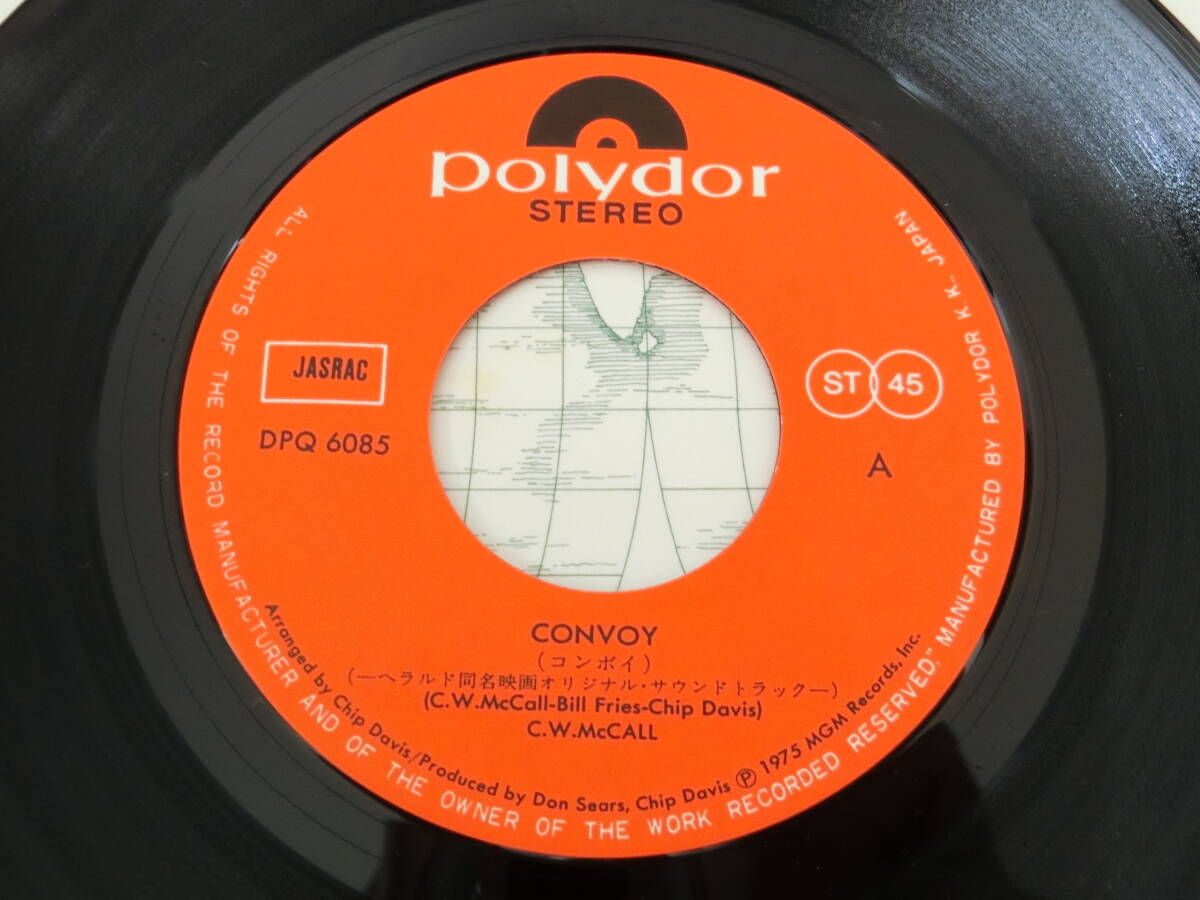 polydor
STEREO
JASRAC
DPQ 6085
ST 45
A
CONVOY
(コンボイ)
(―ヘラルド同名映画オリジナル・サウンドトラック―)
(C.W.McCall-Bill Fries-Chip Davis)
C.W.McCALL
Arranged by Chip Davis/Produced by Don Sears, Chip Davis Ⓟ 1975 MGM Records, Inc.
ALL RIGHTS OF THE RECORD MANUFACTURER AND OF THE OWNER OF THE WORK RECORDED RESERVED." MANUFACTURED BY POLYDOR K. K., JAPAN